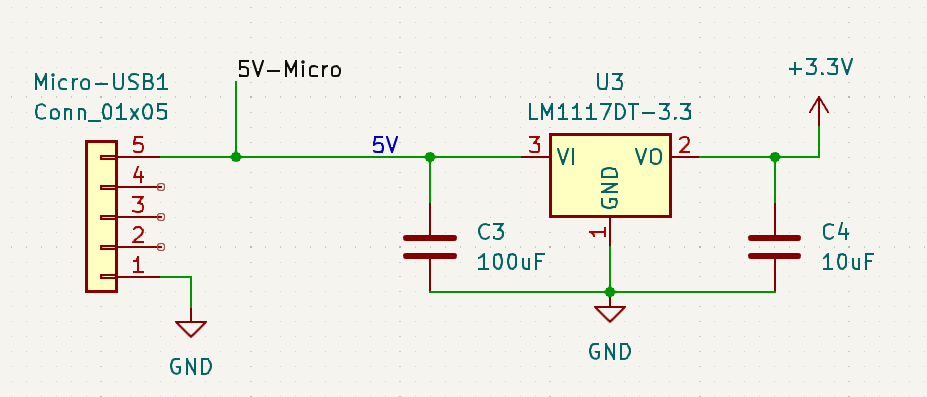 Micro-USB1
Conn_01x05
5
4
3
2
1
GND
5V-Micro
5V
U3
LM1117DT-3.3
3
VI
VO
2
GND
1
C3
100uF
GND
+3.3V
C4
10uF